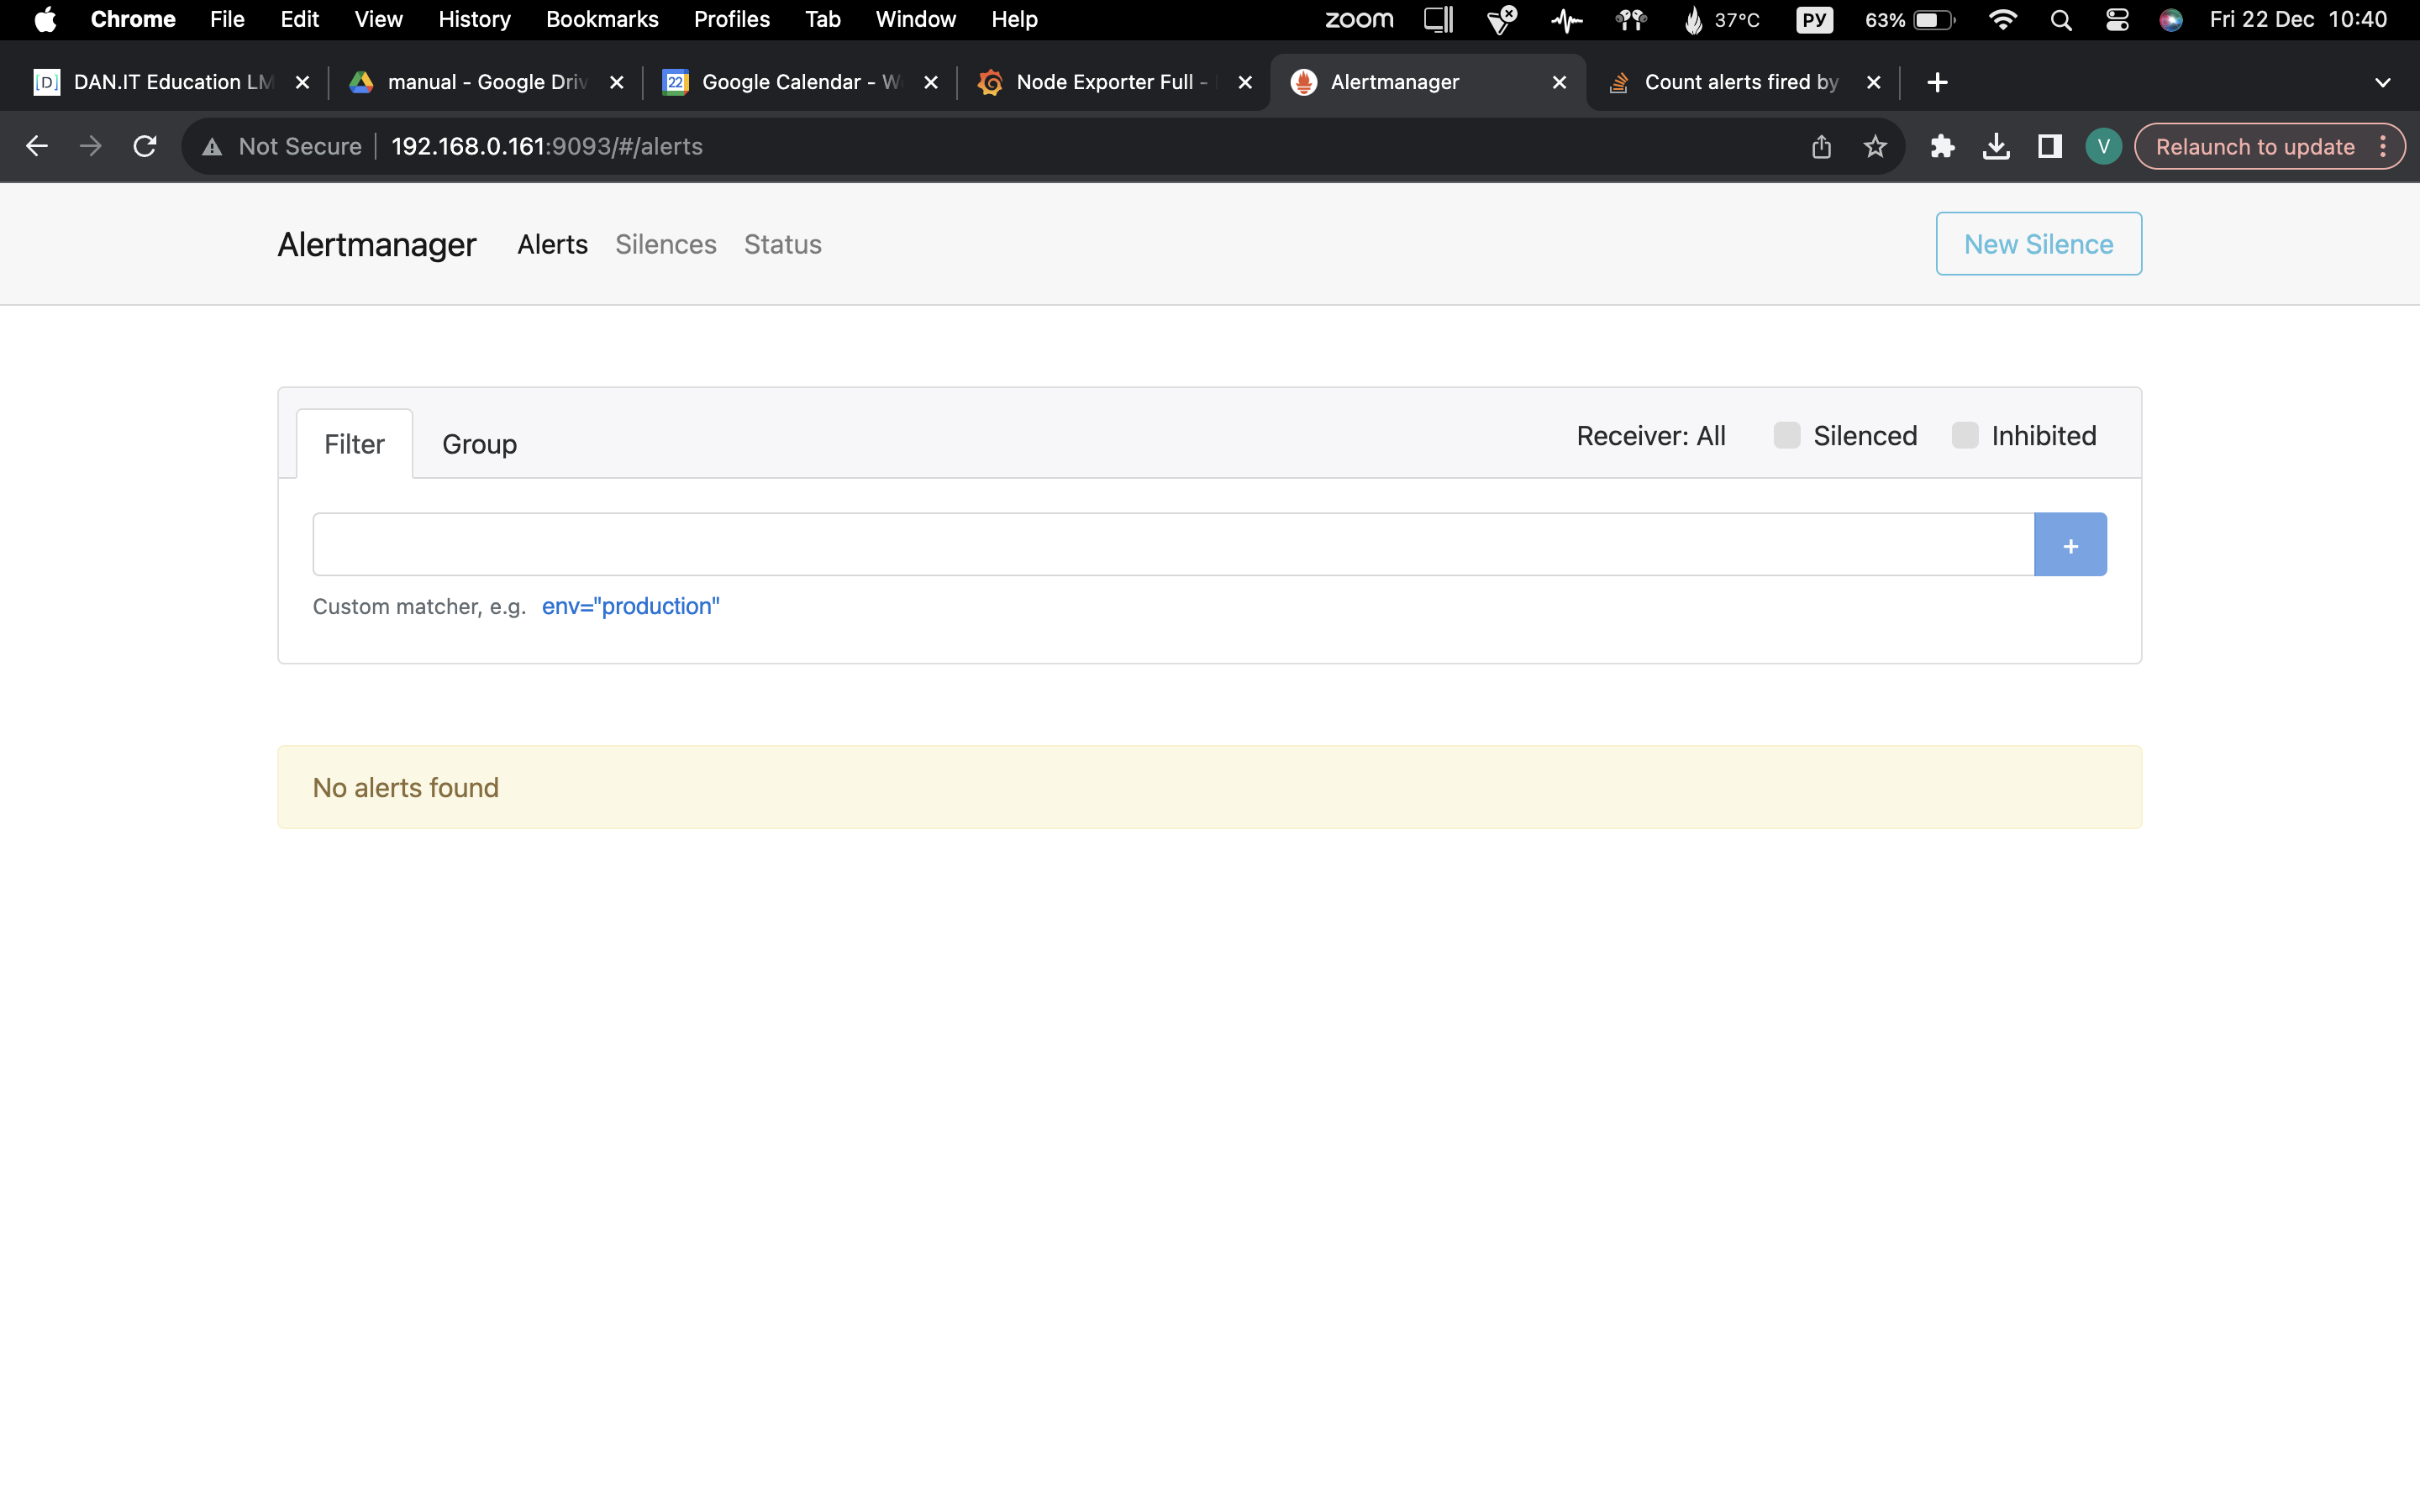 Chrome File Edit View History Bookmarks Profiles Tab Window Help zoom 37°C РУ 63% Fri 22 Dec 10:40
[D] DAN.IT Education LM manual - Google Driv 22 Google Calendar - W Node Exporter Full - Alertmanager Count alerts fired by
Not Secure 192.168.0.161:9093/#/alerts V Relaunch to update
Alertmanager Alerts Silences Status New Silence
Filter Group Receiver: All Silenced Inhibited
+
Custom matcher, e.g. env="production"
No alerts found